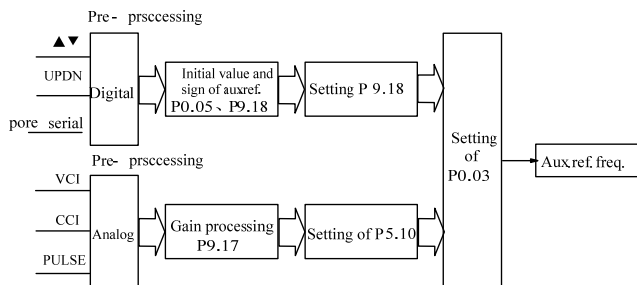 Pre- prsccessing
▲▼
UPDN
Digital
pore serial
Initial value and
sign of auxref.
P0.05、P9.18
Setting P 9.18
Pre- prsccessing
VCI
CCI
PULSE
Analog
Gain processing
P9.17
Setting of P5.10
Setting
of
P0.03
Aux.ref. freq.